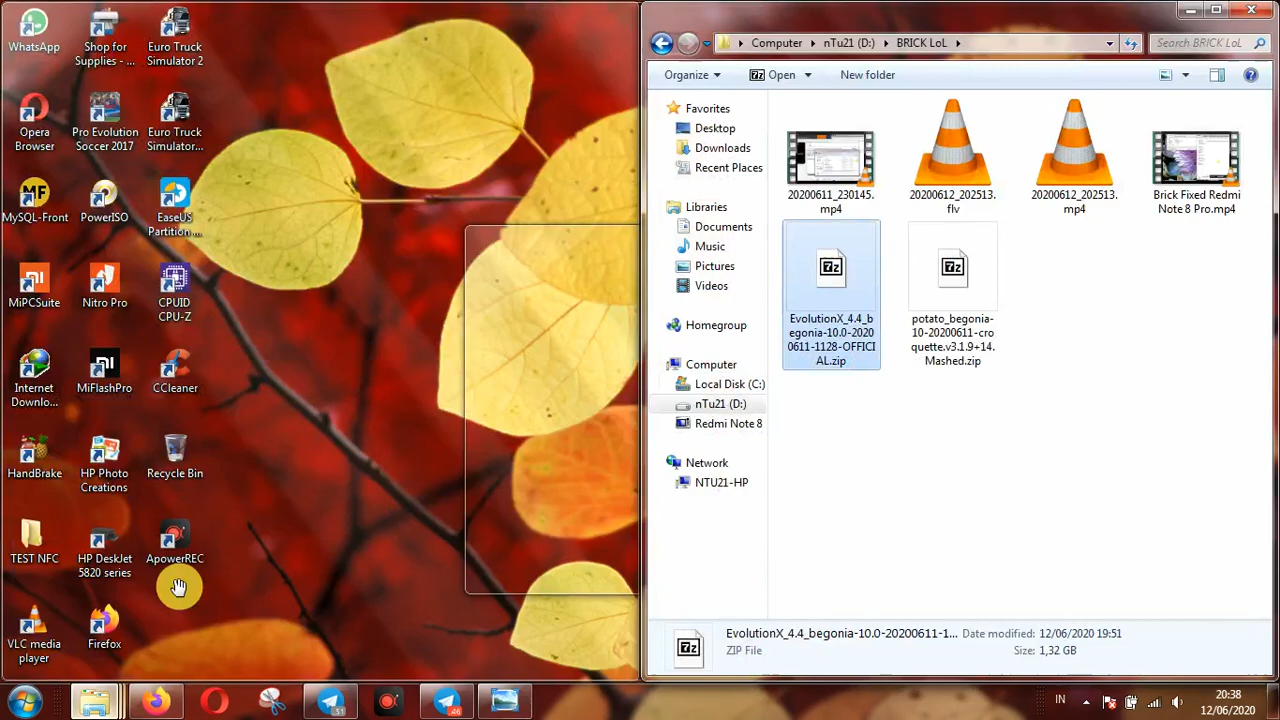 WhatsApp
Shop for
Supplies - ...
Euro Truck
Simulator 2
Opera
Browser
Pro Evolution
Soccer 2017
Euro Truck
Simulator...
MF
MySQL-Front
PowerISO
EaseUS
Partition ...
MiPCSuite
Nitro Pro
CPUID
CPU-Z
Internet
Downlo...
MiFlashPro
CCleaner
HandBrake
HP Photo
Creations
Recycle Bin
TEST NFC
HP DeskJet
5820 series
ApowerREC
VLC media
player
Firefox
Computer
nTu21 (D:)
BRICK LoL
Search BRICK LoL
Organize
7z
Open
New folder
Favorites
Desktop
Downloads
Recent Places
Libraries
Documents
Music
Pictures
Videos
Homegroup
Computer
Local Disk (C:)
nTu21 (D:)
Redmi Note 8
Network
NTU21-HP
20200611_230145.
mp4
20200612_202513.
flv
20200612_202513.
mp4
Brick Fixed Redmi
Note 8 Pro.mp4
7z
EvolutionX_4.4_b
egonia-10.0-2020
0611-1128-OFFICI
AL.zip
7z
potato_begonia-
10-20200611-cro
quette.v3.1.9+14.
Mashed.zip
7z
EvolutionX_4.4_begonia-10.0-20200611-1... Date modified: 12/06/2020 19:51
ZIP File Size: 1,32 GB
51
46
IN
20:38
12/06/2020